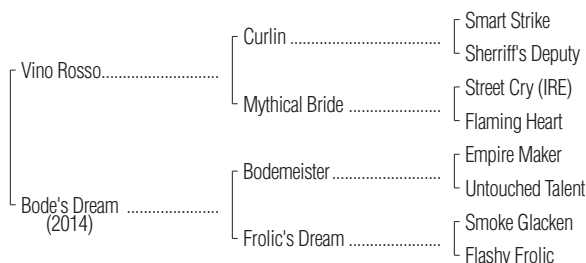 Smart Strike
Curlin
Sherriff's Deputy
Vino Rosso
Street Cry (IRE)
Mythical Bride
Flaming Heart
Empire Maker
Bodemeister
Untouched Talent
Bode's Dream
(2014)
Smoke Glacken
Frolic's Dream
Flashy Frolic